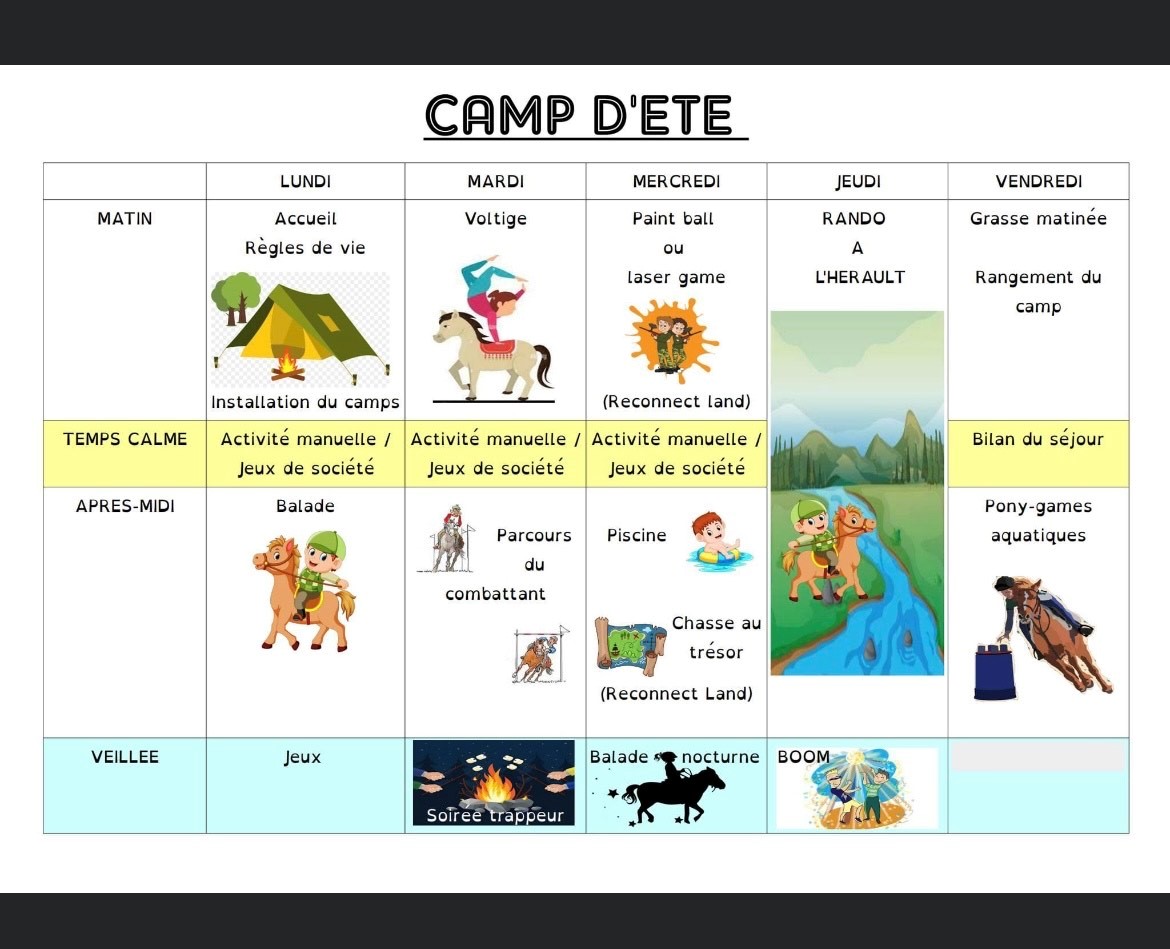 CAMP D'ETE
LUNDI MARDI MERCREDI JEUDI VENDREDI
MATIN
Accueil
Règles de vie
Installation du camps
Voltige
Paint ball
ou
laser game
(Reconnect land)
RANDO
A
L'HERAULT
Grasse matinée
Rangement du
camp
TEMPS CALME
Activité manuelle /
Jeux de société
Activité manuelle /
Jeux de société
Activité manuelle /
Jeux de société
Bilan du séjour
APRES-MIDI
Balade
Parcours
du
combattant
Piscine
Chasse au
trésor
(Reconnect Land)
Pony-games
aquatiques
VEILLEE
Jeux
Soirée trappeur
Balade nocturne
BOOM